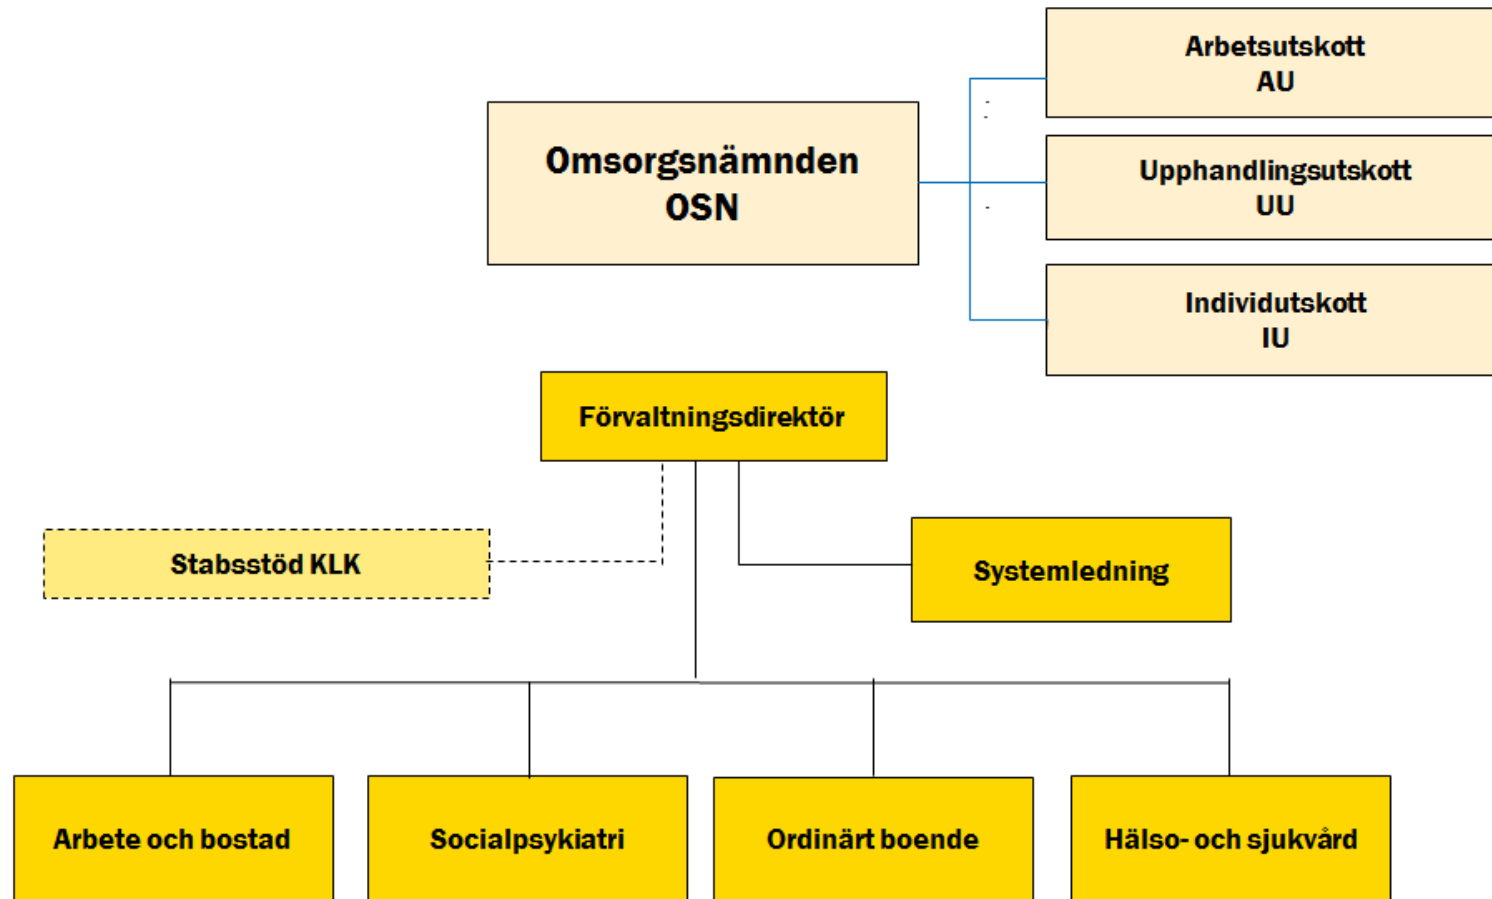 Arbetsutskott
AU
Omsorgsnämnden
OSN
Upphandlingsutskott
UU
Individutskott
IU
Förvaltningsdirektör
Stabsstöd KLK
Systemledning
Arbete och bostad
Socialpsykiatri
Ordinärt boende
Hälso- och sjukvård